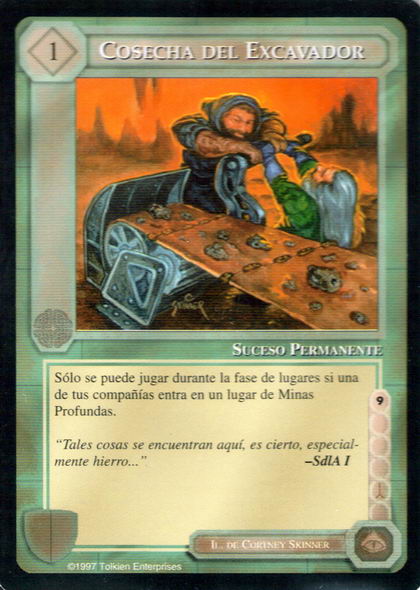 1
COSECHA DEL EXCAVADOR
SKINNER
SUCESO PERMANENTE
Sólo se puede jugar durante la fase de lugares si una
de tus compañías entra en un lugar de Minas
Profundas.
9
“Tales cosas se encuentran aquí, es cierto, especial-
mente hierro...”
–SdlA I
IL. DE CORTNEY SKINNER
©1997 Tolkien Enterprises